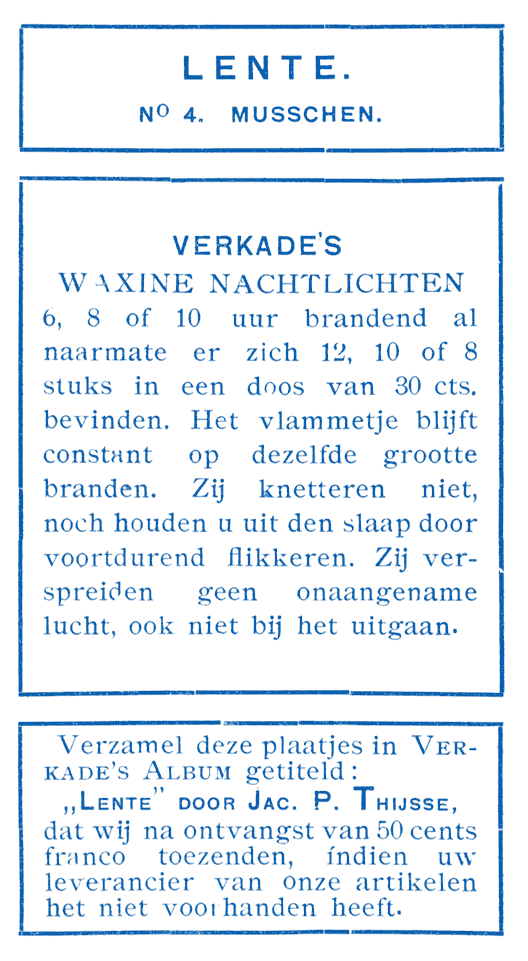 LENTE.
Nº 4. MUSSCHEN.
VERKADE'S
WAXINE NACHTLICHTEN
6, 8 of 10 uur brandend al
naarmate er zich 12, 10 of 8
stuks in een doos van 30 cts.
bevinden. Het vlammetje blijft
constant op dezelfde grootte
branden. Zij knetteren niet,
noch houden u uit den slaap door
voortdurend flikkeren. Zij ver-
spreiden geen onaangename
lucht, ook niet bij het uitgaan.
Verzamel deze plaatjes in VER-
KADE'S ALBUM getiteld:
„LENTE” DOOR JAC. P. THIJSSE,
dat wij na ontvangst van 50 cents
franco toezenden, indien uw
leverancier van onze artikelen
het niet voorhanden heeft.